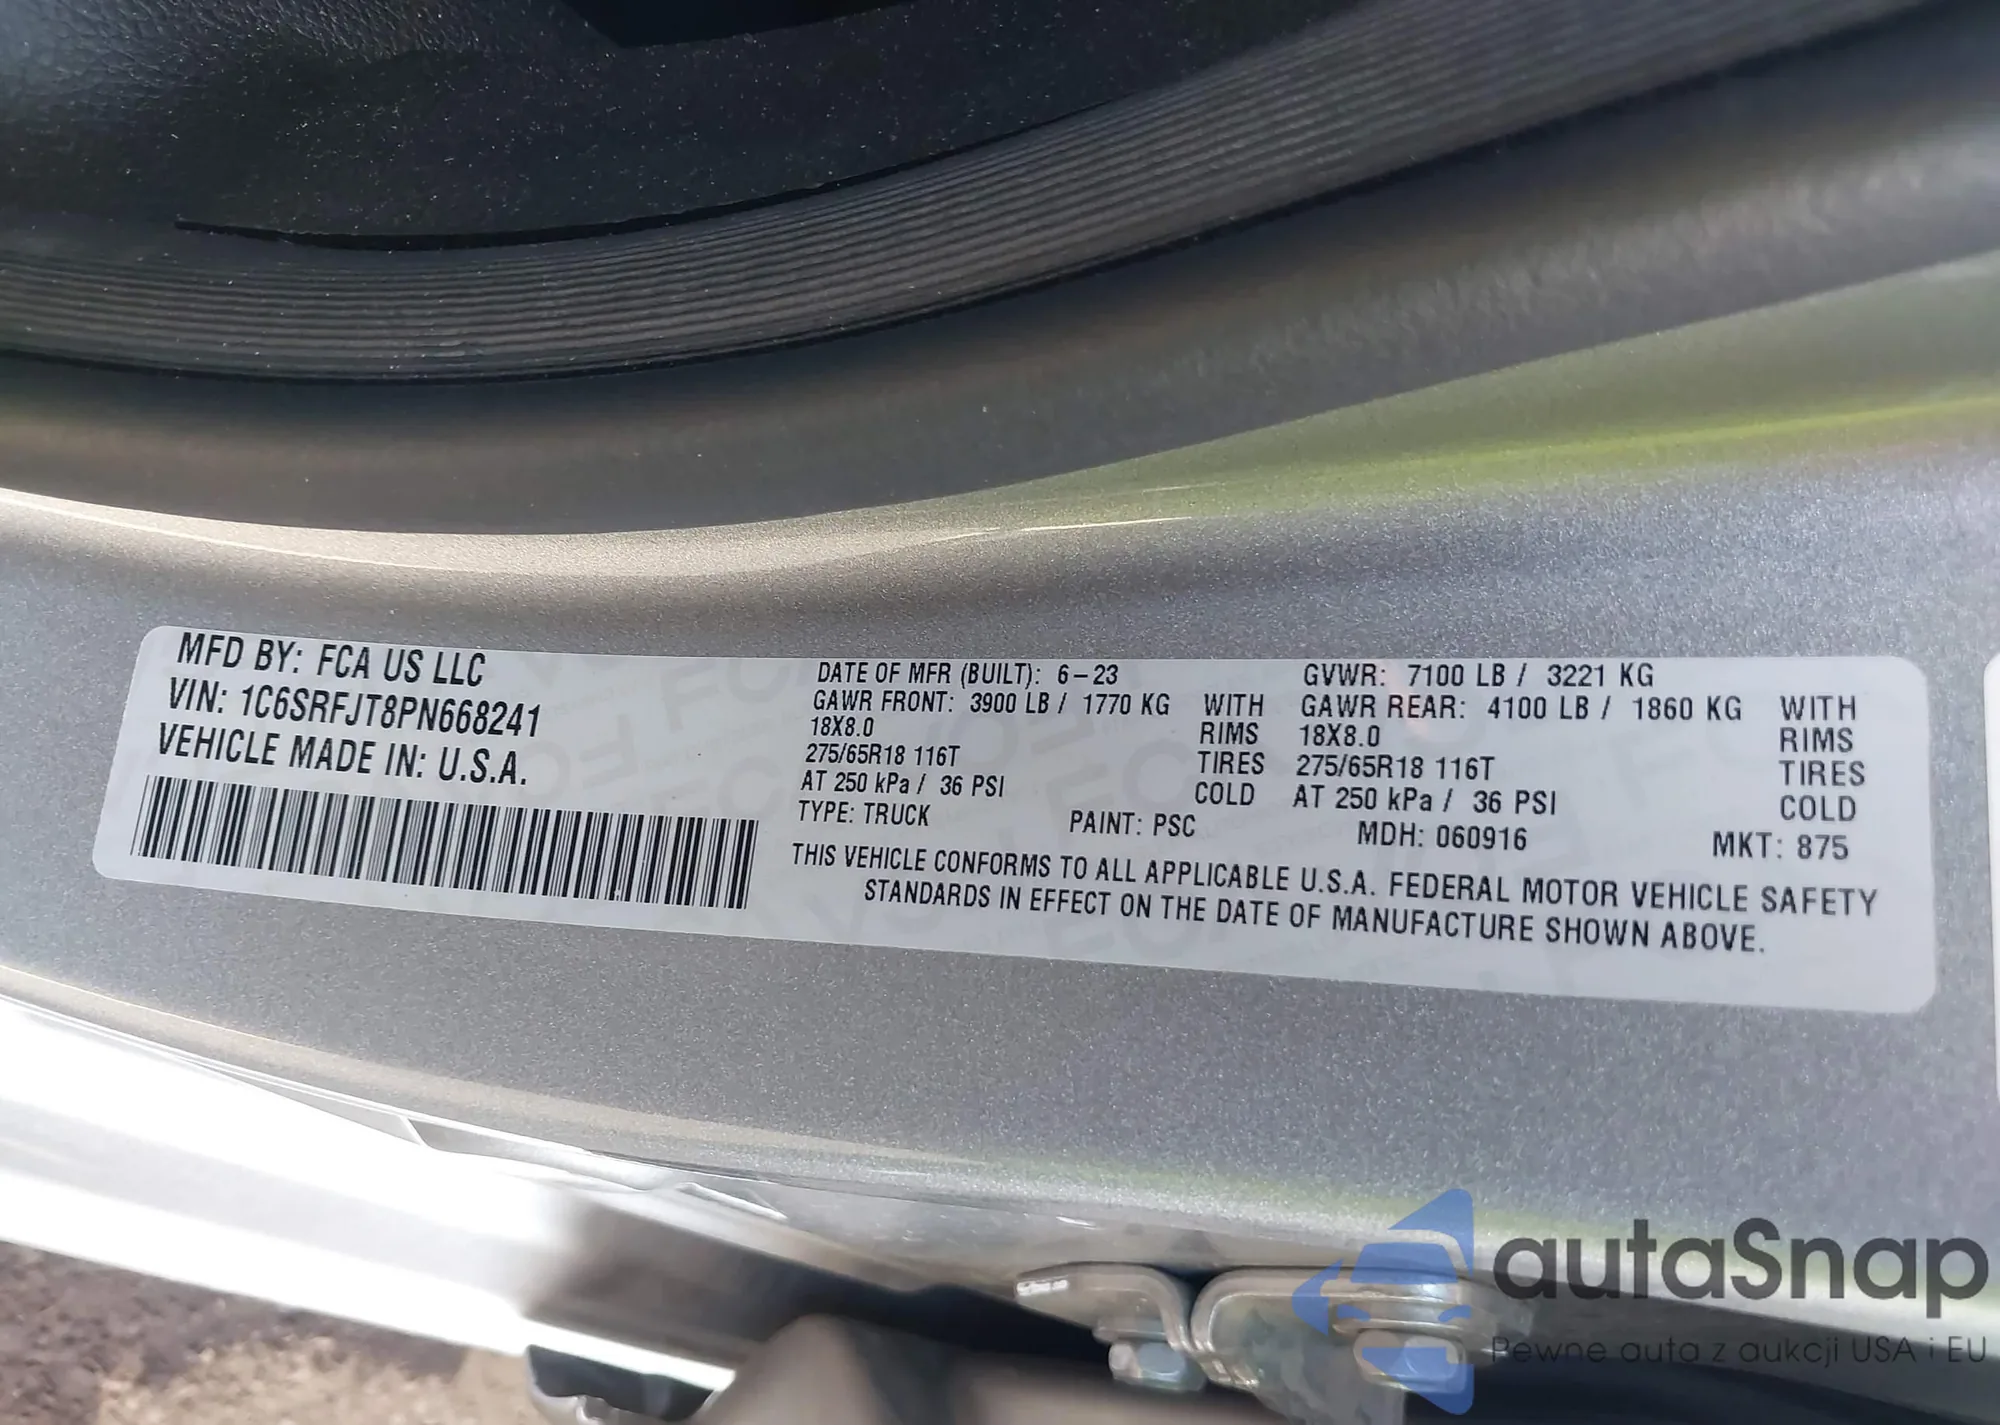 MFD BY: FCA US LLC
VIN: 1C6SRFJT8PN668241
VEHICLE MADE IN: U.S.A.
DATE OF MFR (BUILT): 6-23 GVWR: 7100 LB / 3221 KG
GAWR FRONT: 3900 LB / 1770 KG WITH GAWR REAR: 4100 LB / 1860 KG WITH
18X8.0 RIMS 18X8.0 RIMS
275/65R18 116T TIRES 275/65R18 116T TIRES
AT 250 kPa / 36 PSI COLD AT 250 kPa / 36 PSI COLD
TYPE: TRUCK PAINT: PSC MDH: 060916 MKT: 875
THIS VEHICLE CONFORMS TO ALL APPLICABLE U.S.A. FEDERAL MOTOR VEHICLE SAFETY
STANDARDS IN EFFECT ON THE DATE OF MANUFACTURE SHOWN ABOVE.
autaSnap
Pewne auta z aukcji USA i EU